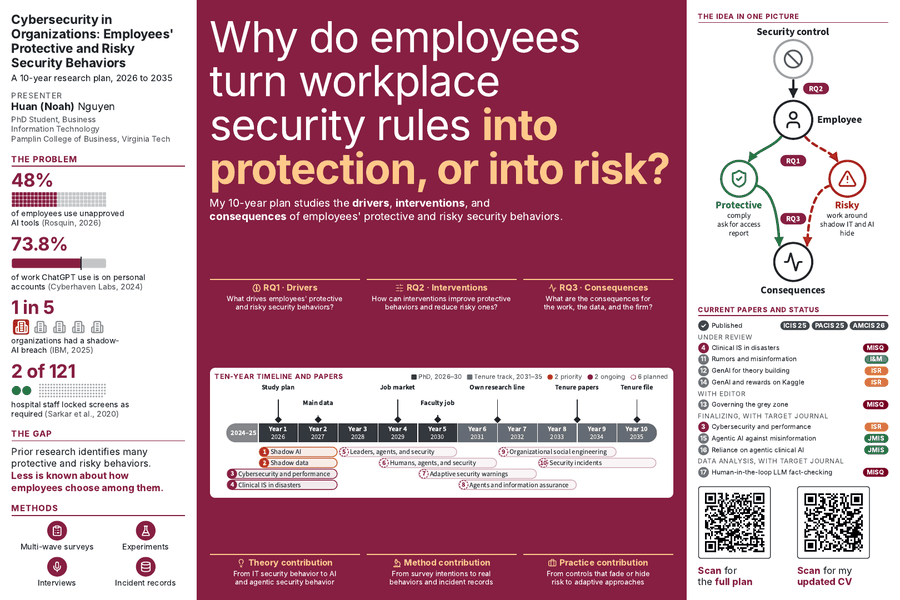 Cybersecurity in
Organizations: Employees'
Protective and Risky
Security Behaviors
A 10-year research plan, 2026 to 2035
PRESENTER
Huan (Noah) Nguyen
PhD Student, Business
Information Technology
Pamplin College of Business, Virginia Tech
THE PROBLEM
48%
of employees use unapproved
AI tools (Rosquin, 2026)
73.8%
of work ChatGPT use is on personal
accounts (Cyberhaven Labs, 2024)
1 in 5
organizations had a shadow-
AI breach (IBM, 2025)
2 of 121
hospital staff locked screens as
required (Sarkar et al., 2020)
THE GAP
Prior research identifies many
protective and risky behaviors.
Less is known about how
employees choose among them.
METHODS
Multi-wave surveys
Experiments
Interviews
Incident records
Why do employees
turn workplace
security rules into
protection, or into risk?
My 10-year plan studies the drivers, interventions, and
consequences of employees' protective and risky security behaviors.
RQ1 · Drivers
What drives employees' protective
and risky security behaviors?
RQ2 · Interventions
How can interventions improve protective
behaviors and reduce risky ones?
RQ3 · Consequences
What are the consequences for
the work, the data, and the firm?
TEN-YEAR TIMELINE AND PAPERS
PhD, 2026–30
Tenure track, 2031–35
2 priority
2 ongoing
6 planned
Study plan
Job market
Own research line
Tenure papers
Tenure file
Main data
Faculty job
2024–25
Year 1
2026
Year 2
2027
Year 3
2028
Year 4
2029
Year 5
2030
Year 6
2031
Year 7
2032
Year 8
2033
Year 9
2034
Year 10
2035
1 Shadow AI
5 Leaders, agents, and security
9 Organizational social engineering
2 Shadow data
6 Humans, agents, and security
10 Security incidents
3 Cybersecurity and performance
7 Adaptive security warnings
4 Clinical IS in disasters
8 Agents and information assurance
Theory contribution
From IT security behavior to AI
and agentic security behavior
Method contribution
From survey intentions to real
behaviors and incident records
Practice contribution
From controls that fade or hide
risk to adaptive approaches
THE IDEA IN ONE PICTURE
Security control
RQ2
Employee
RQ1
Protective
comply
ask for access
report
Risky
work around
shadow IT and AI
hide
RQ3
Consequences
CURRENT PAPERS AND STATUS
Published
ICIS 25
PACIS 25
AMCIS 26
UNDER REVIEW
4 Clinical IS in disasters MISQ
11 Rumors and misinformation I&M
12 GenAI for theory building ISR
14 GenAI and rewards on Kaggle ISR
WITH EDITOR
13 Governing the grey zone MISQ
FINALIZING, WITH TARGET JOURNAL
3 Cybersecurity and performance ISR
15 Agentic AI against misinformation JMIS
16 Reliance on agentic clinical AI JMIS
DATA ANALYSIS, WITH TARGET JOURNAL
17 Human-in-the-loop LLM fact-checking MISQ
Scan for
the full plan
Scan for my
updated CV